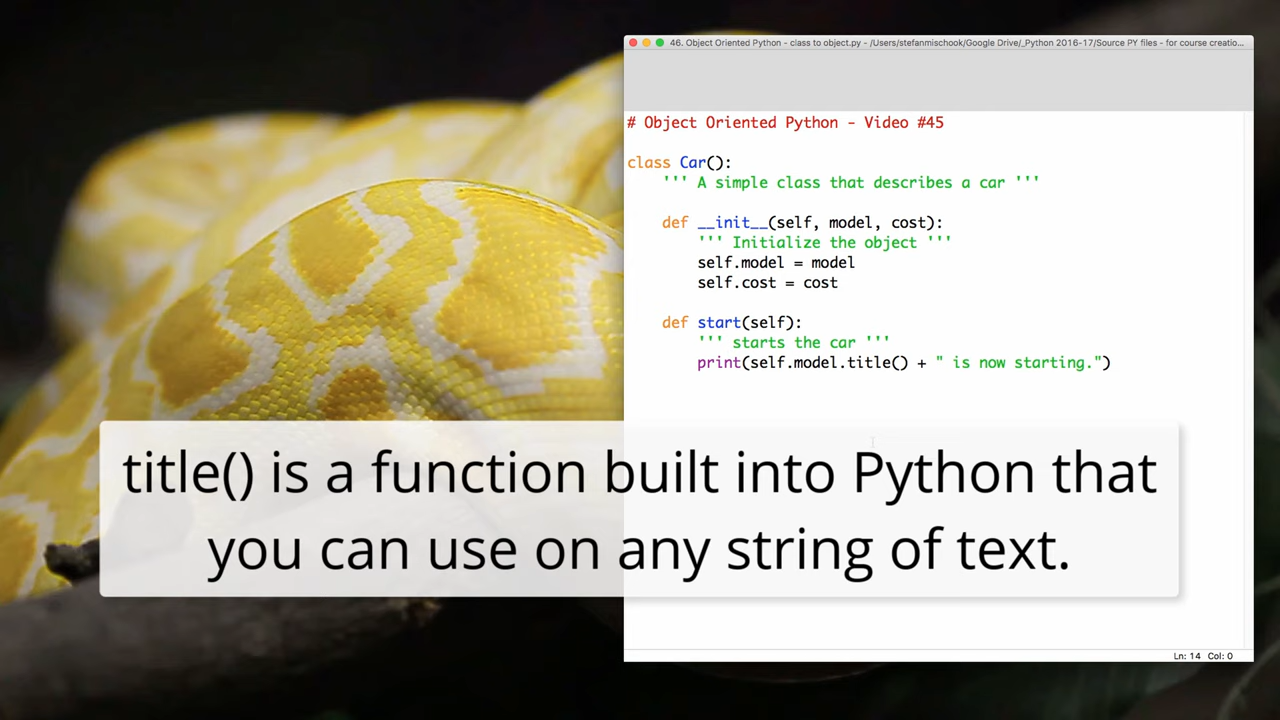 46. Object Oriented Python - class to object.py - /Users/stefanmischook/Google Drive/_Python 2016-17/Source PY files - for course creatio...
# Object Oriented Python - Video #45
class Car():
''' A simple class that describes a car '''
def __init__(self, model, cost):
''' Initialize the object '''
self.model = model
self.cost = cost
def start(self):
''' starts the car '''
print(self.model.title() + " is now starting.")
title() is a function built into Python that
you can use on any string of text.
Ln: 14 Col: 0